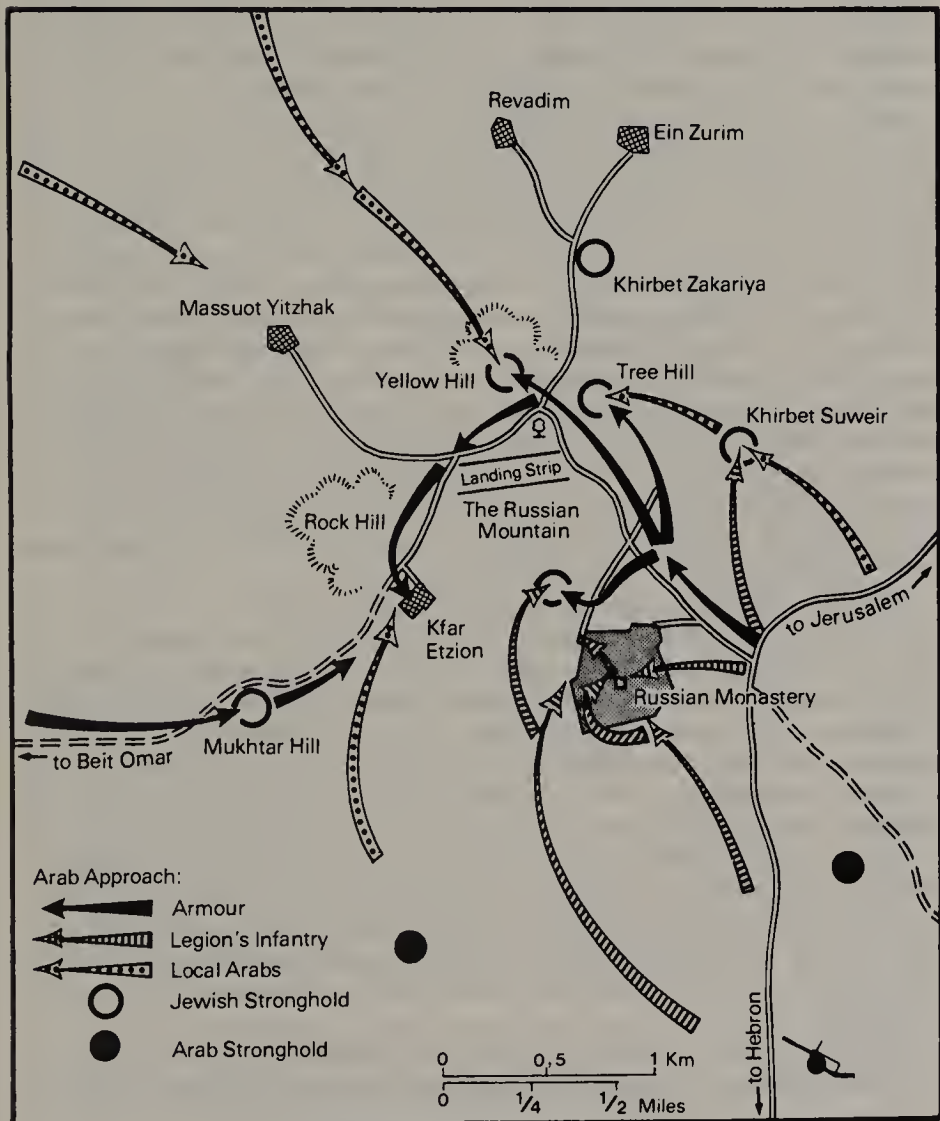 Revadim
Ein Zurim
Khirbet Zakariya
Massuot Yitzhak
Yellow Hill
Tree Hill
Khirbet Suweir
Landing Strip
Rock Hill
The Russian
Mountain
to Jerusalem
Kfar
Etzion
Russian Monastery
Mukhtar Hill
to Beit Omar
Arab Approach:
Armour
Legion's Infantry
Local Arabs
Jewish Stronghold
Arab Stronghold
to Hebron
0 0,5 1 Km
0 1/4 1/2 Miles